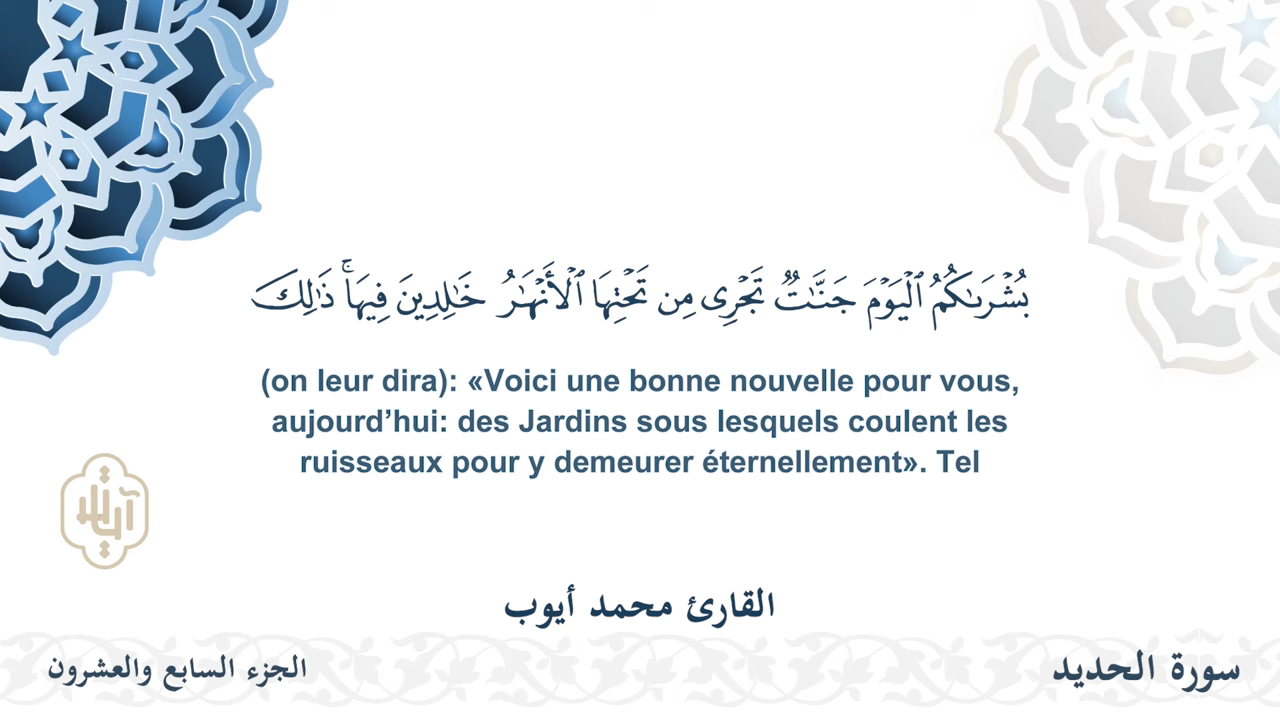 بُشْرَىٰكُمُ ٱلْيَوْمَ جَنَّـٰتٌ تَجْرِى مِن تَحْتِهَا ٱلْأَنْهَـٰرُ خَـٰلِدِينَ فِيهَا ۚ ذَٰلِكَ
(on leur dira): «Voici une bonne nouvelle pour vous,
aujourd’hui: des Jardins sous lesquels coulent les
ruisseaux pour y demeurer éternellement». Tel
القارئ محمد أيوب
سورة الحديد
الجزء السابع والعشرون